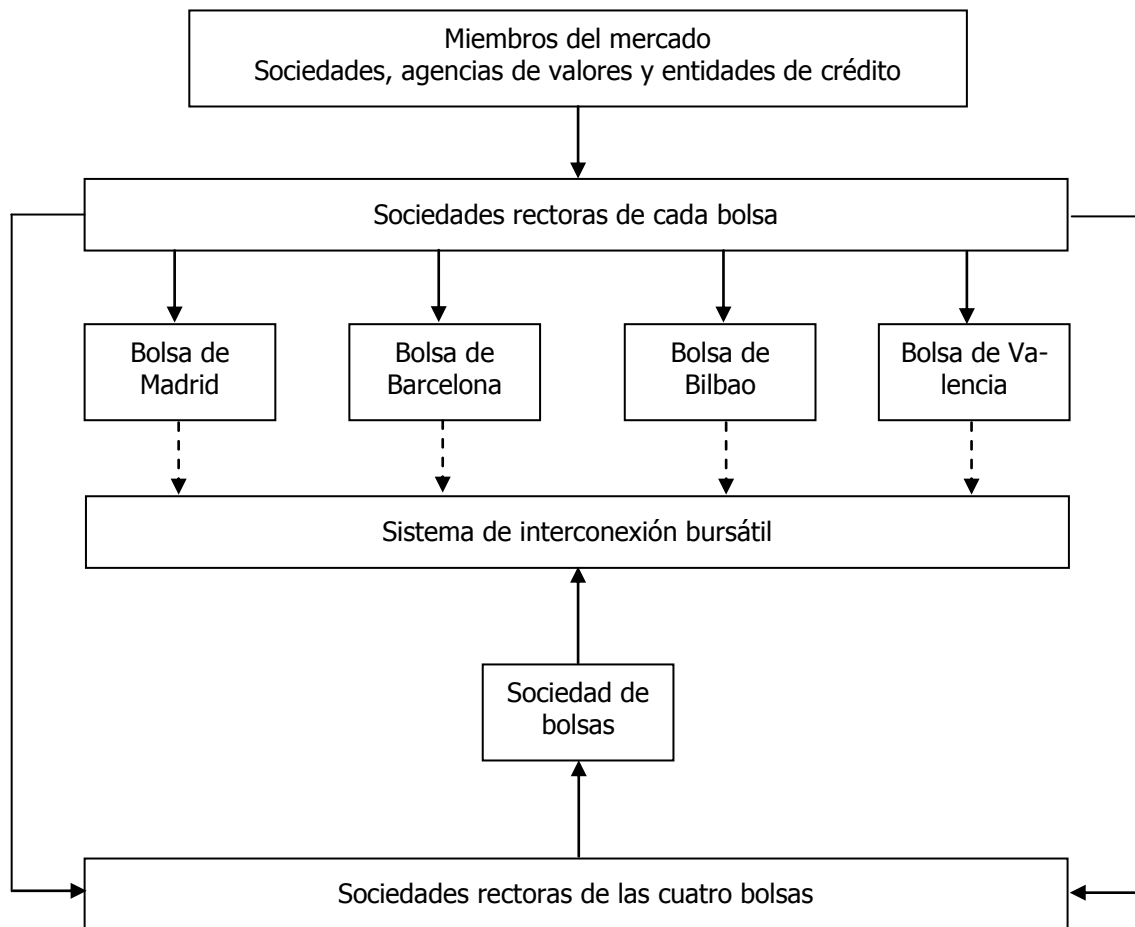 Miembros del mercado
Sociedades, agencias de valores y entidades de crédito
Sociedades rectoras de cada bolsa
Bolsa de
Madrid
Bolsa de
Barcelona
Bolsa de
Bilbao
Bolsa de Va-
lencia
Sistema de interconexión bursátil
Sociedad de
bolsas
Sociedades rectoras de las cuatro bolsas